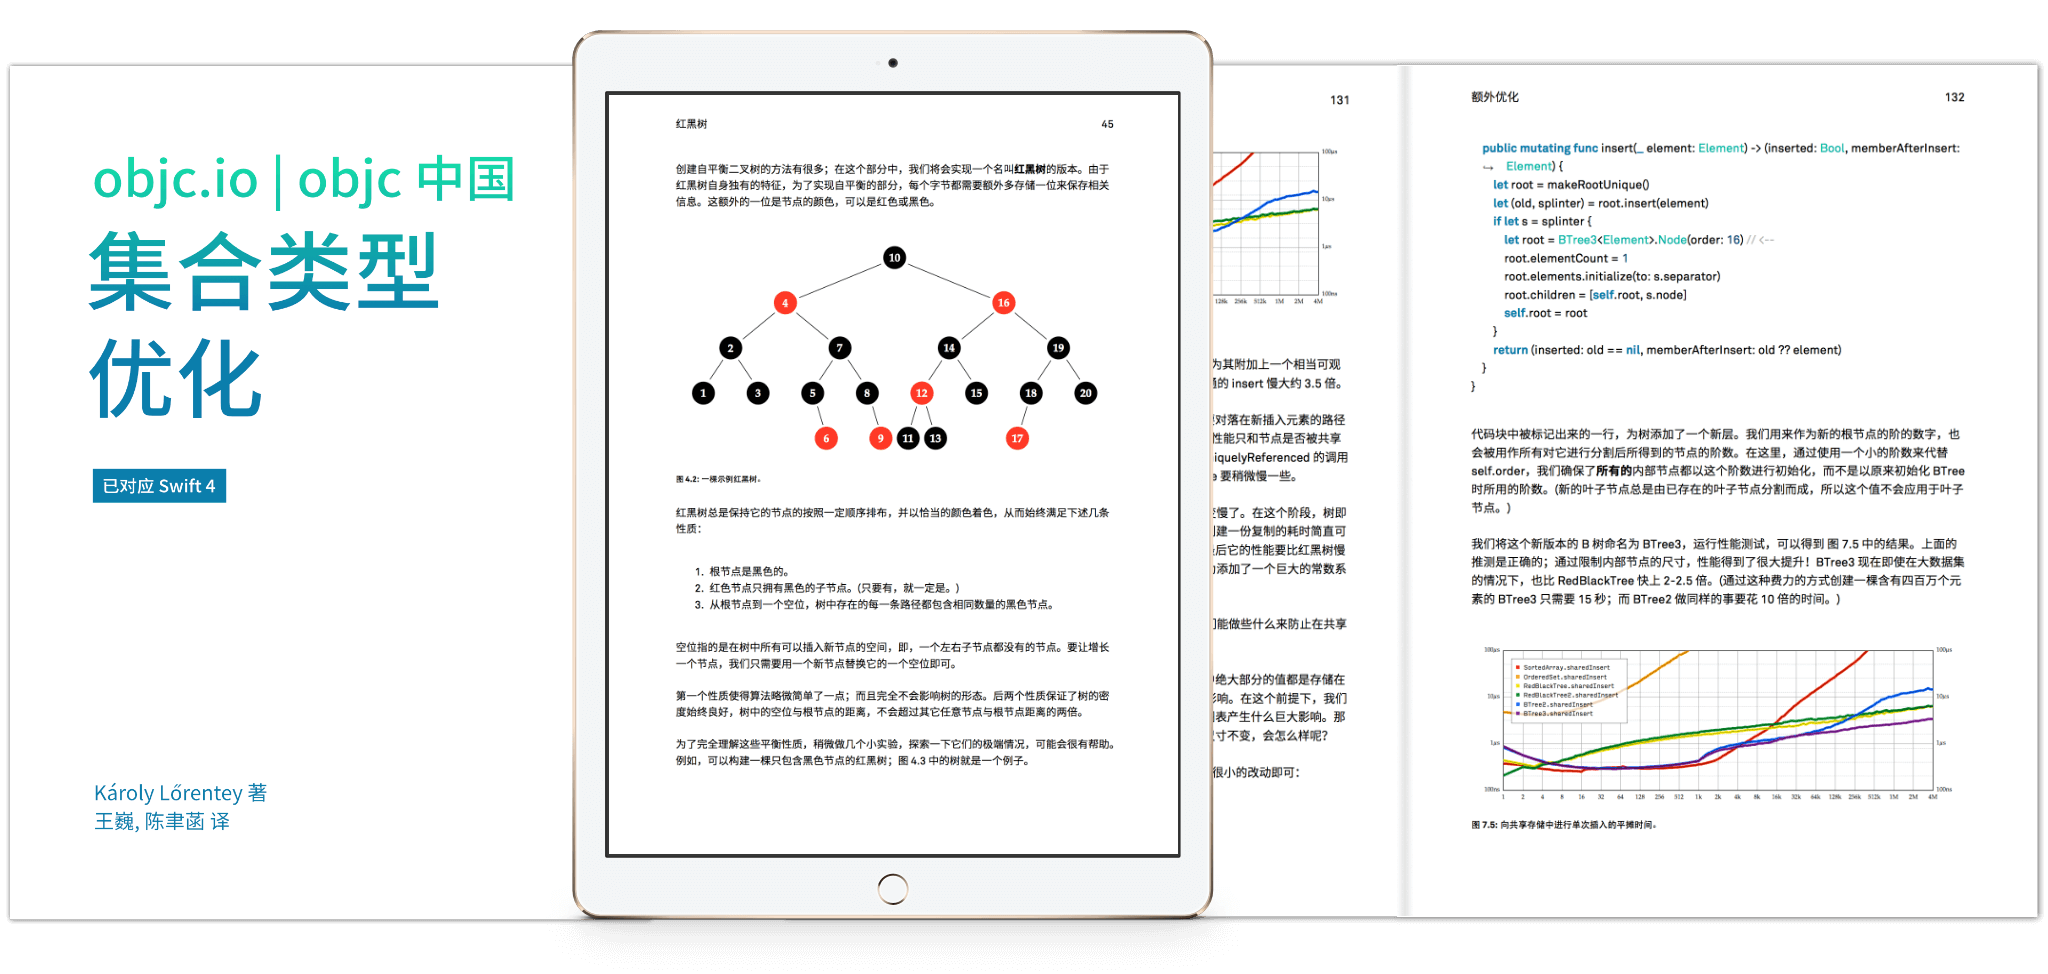 objc.io | objc 中国
集合类型
优化
已对应 Swift 4
Károly Lőrentey 著
王巍, 陈聿菡 译
红黑树
45
创建自平衡二叉树的方法有很多；在这个部分中，我们将会实现一个名叫红黑树的版本。由于
红黑树自身独有的特征，为了实现自平衡的部分，每个字节都需要额外多存储一位来保存相关
信息。这额外的一位是节点的颜色，可以是红色或黑色。
10
4
16
2
7
14
19
1
3
5
8
12
15
18
20
6
9
11
13
17
图 4.2: 一棵示例红黑树。
红黑树总是保持它的节点的按照一定顺序排布，并以恰当的颜色着色，从而始终满足下述几条
性质：
1. 根节点是黑色的。
2. 红色节点只拥有黑色的子节点。(只要有，就一定是。)
3. 从根节点到一个空位，树中存在的每一条路径都包含相同数量的黑色节点。
空位指的是在树中所有可以插入新节点的空间，即，一个左右子节点都没有的节点。要让增长
一个节点，我们只需要用一个新节点替换它的一个空位即可。
第一个性质使得算法略微简单了一点；而且完全不会影响树的形态。后两个性质保证了树的密
度始终良好，树中的空位与根节点的距离，不会超过其它任意节点与根节点距离的两倍。
为了完全理解这些平衡性质，稍微做几个小实验，探索一下它们的极端情况，可能会很有帮助。
例如，可以构建一棵只包含黑色节点的红黑树；图 4.3 中的树就是一个例子。
131
100μs
10μs
1μs
100ns
128k 256k 512k 1M 2M 4M
为其附加上一个相当可观
的 insert 慢大约 3.5 倍。
对落在新插入元素的路径
性能只和节点是否被共享
iquelyReferenced 的调用
要稍微慢一些。
变慢了。在这个阶段，树即
建一份复制的耗时简直可
后它的性能要比红黑树慢
添加了一个巨大的常数系
们能做些什么来防止在共享
绝大部分的值都是存储在
影响。在这个前提下，我们
表产生什么巨大影响。那
尺寸不变，会怎么样呢？
很小的改动即可：
额外优化
132
public mutating func insert(_ element: Element) -> (inserted: Bool, memberAfterInsert:
↪ Element) {
let root = makeRootUnique()
let (old, splinter) = root.insert(element)
if let s = splinter {
let root = BTree3<Element>.Node(order: 16) // <--
root.elementCount = 1
root.elements.initialize(to: s.separator)
root.children = [self.root, s.node]
self.root = root
}
return (inserted: old == nil, memberAfterInsert: old ?? element)
}
}
代码块中被标记出来的一行，为树添加了一个新层。我们用来作为新的根节点的阶的数字，也
会被用作所有对它进行分割后所得到的节点的阶数。在这里，通过使用一个小的阶数来代替
self.order，我们确保了所有的内部节点都以这个阶数进行初始化，而不是以原来初始化 BTree
时所用的阶数。(新的叶子节点总是由已存在的叶子节点分割而成，所以这个值不会应用于叶子
节点。)
我们将这个新版本的 B 树命名为 BTree3，运行性能测试，可以得到 图 7.5 中的结果。上面的
推测是正确的；通过限制内部节点的尺寸，性能得到了很大提升！BTree3 现在即使在大数据集
的情况下，也比 RedBlackTree 快上 2-2.5 倍。(通过这种费力的方式创建一棵含有四百万个元
素的 BTree3 只需要 15 秒；而 BTree2 做同样的事要花 10 倍的时间。)
100μs
10μs
1μs
100ns
SortedArray.sharedInsert
OrderedSet.sharedInsert
RedBlackTree.sharedInsert
RedBlackTree2.sharedInsert
BTree2.sharedInsert
BTree3.sharedInsert
100μs
10μs
1μs
100ns
1 2 4 8 16 32 64 128 256 512 1k 2k 4k 8k 16k 32k 64k 128k 256k 512k 1M 2M 4M
图 7.5: 向共享存储中进行单次插入的平摊时间。